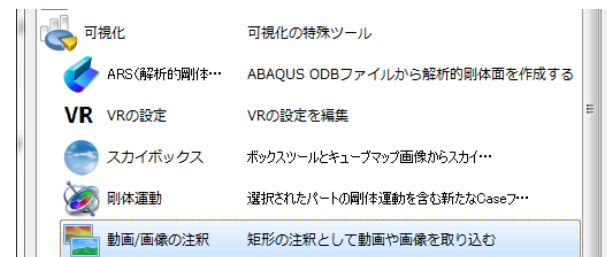 可視化 可視化の特殊ツール
ARS(解析的剛体… ABAQUS ODBファイルから解析的剛体面を作成する
VR VRの設定 VRの設定を編集
スカイボックス ボックスツールとキューブマップ画像からスカイ…
剛体運動 選択されたパートの剛体運動を含む新たなCaseフ…
動画/画像の注釈 矩形の注釈として動画や画像を取り込む